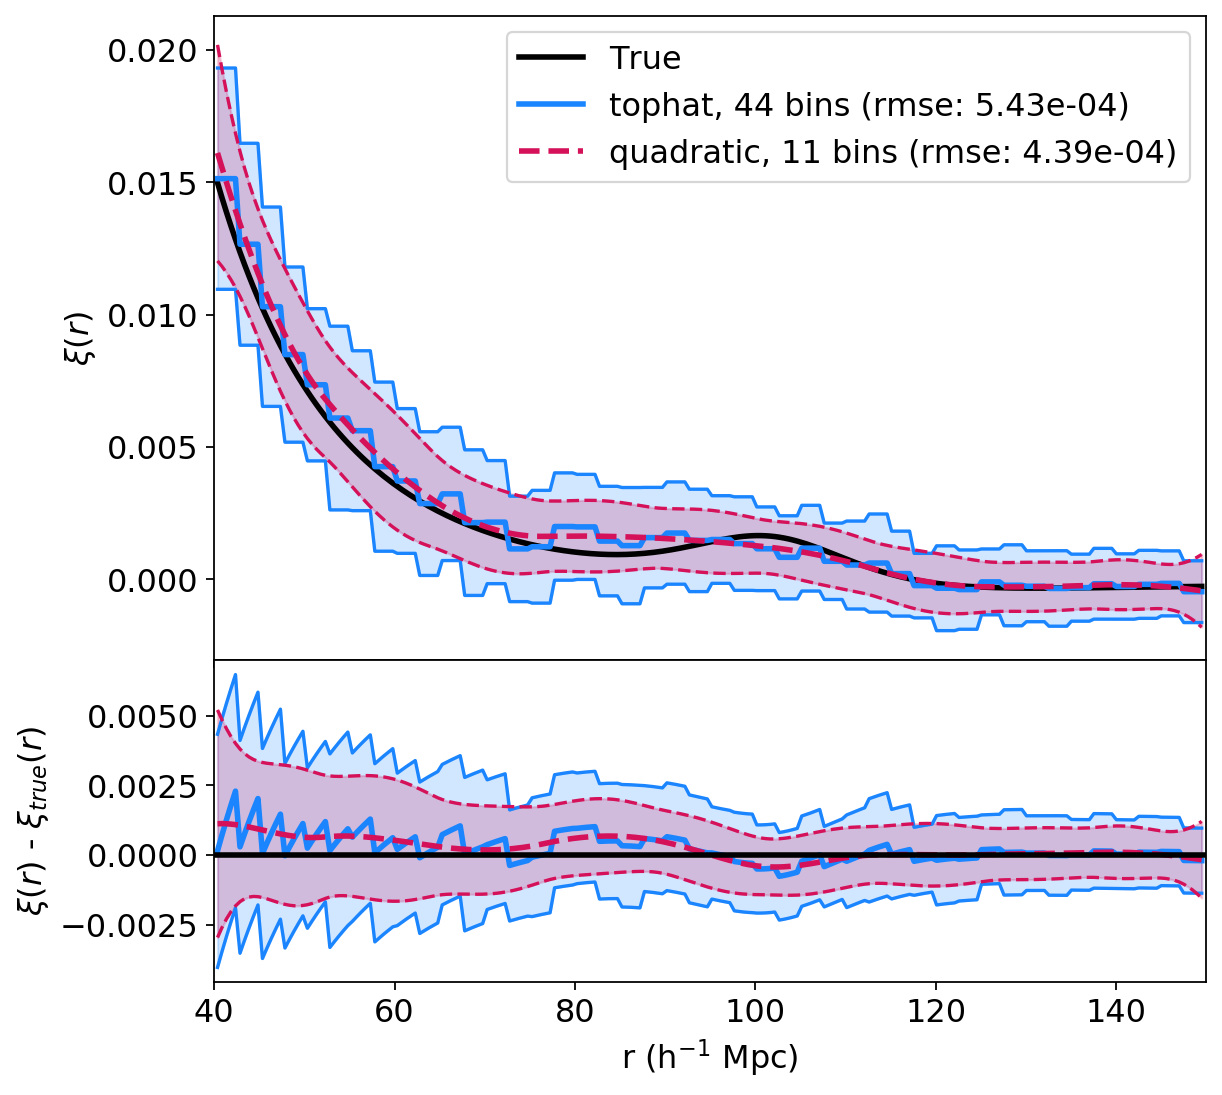 0.020
0.015
0.010
0.005
0.000
ξ(r)
True
tophat, 44 bins (rmse: 5.43e-04)
quadratic, 11 bins (rmse: 4.39e-04)
0.0050
0.0025
0.0000
−0.0025
ξ(r) - ξ_true(r)
40 60 80 100 120 140
r (h⁻¹ Mpc)